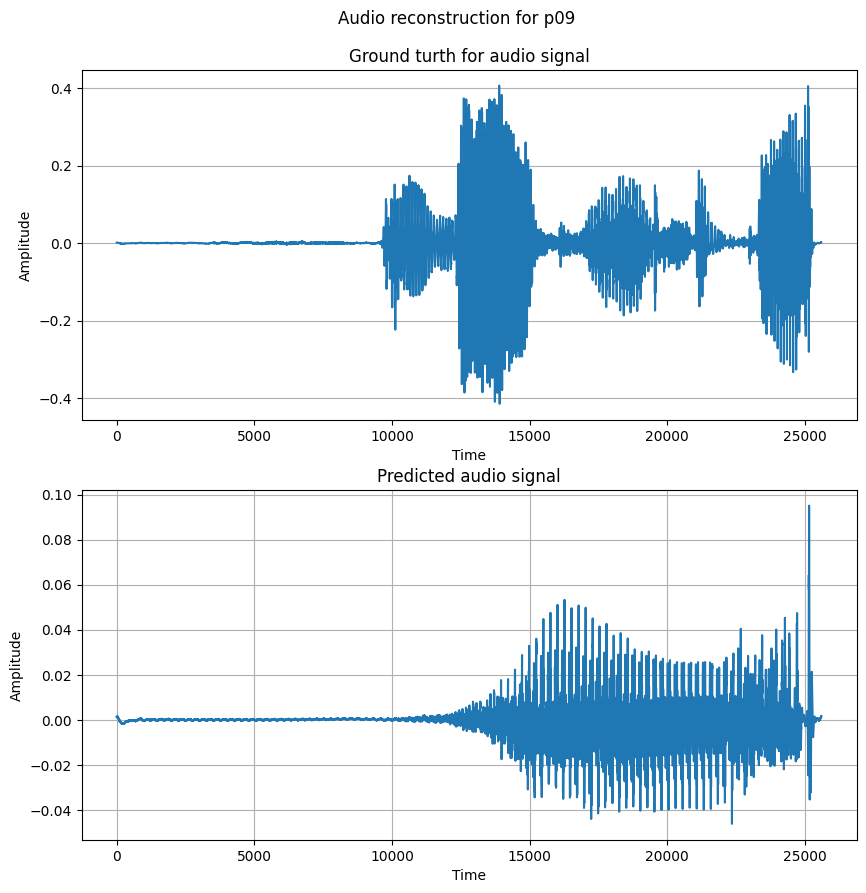 Audio reconstruction for p09
Ground turth for audio signal
0.4
0.2
0.0
−0.2
−0.4
Amplitude
0 5000 10000 15000 20000 25000
Time
Predicted audio signal
0.10
0.08
0.06
0.04
0.02
0.00
−0.02
−0.04
Amplitude
0 5000 10000 15000 20000 25000
Time